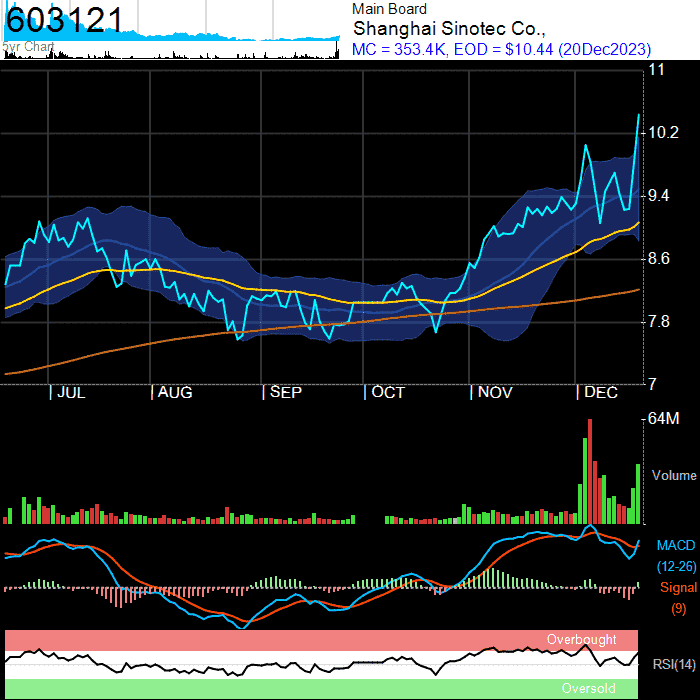 603121
5yr Chart
Main Board
Shanghai Sinotec Co.,
MC = 353.4K, EOD = $10.44 (20Dec2023)
11
10.2
9.4
8.6
7.8
7
| JUL | AUG | SEP | OCT | NOV | DEC
64M
Volume
MACD
(12-26)
Signal
(9)
Overbought
RSI(14)
Oversold